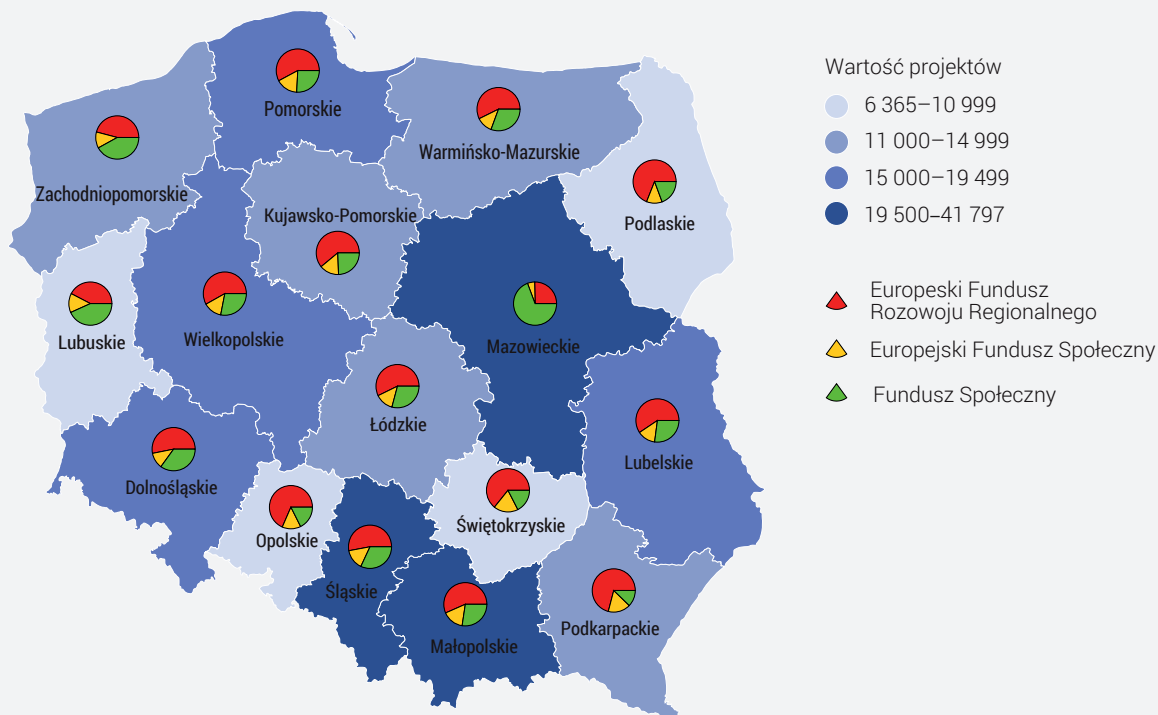 Pomorskie
Warmińsko-Mazurskie
Zachodniopomorskie
Kujawsko-Pomorskie
Podlaskie
Lubuskie
Wielkopolskie
Mazowieckie
Łódzkie
Lubelskie
Dolnośląskie
Opolskie
Świętokrzyskie
Śląskie
Małopolskie
Podkarpackie
Wartość projektów
6 365–10 999
11 000–14 999
15 000–19 499
19 500–41 797
Europeski Fundusz
Rozowoju Regionalnego
Europejski Fundusz Społeczny
Fundusz Społeczny